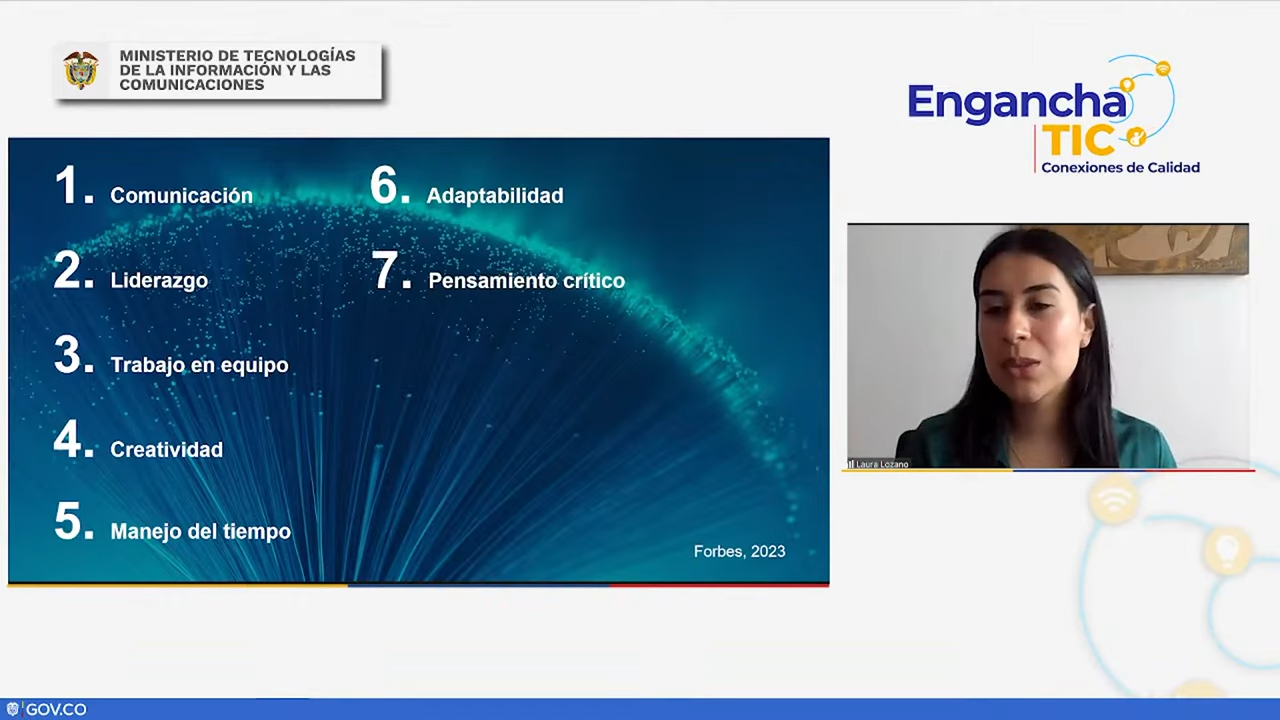 MINISTERIO DE TECNOLOGÍAS
DE LA INFORMACIÓN Y LAS
COMUNICACIONES
Engancha
TIC
Conexiones de Calidad
1. Comunicación
2. Liderazgo
3. Trabajo en equipo
4. Creatividad
5. Manejo del tiempo
6. Adaptabilidad
7. Pensamiento crítico
Forbes, 2023
Laura Lozano
GOV.CO